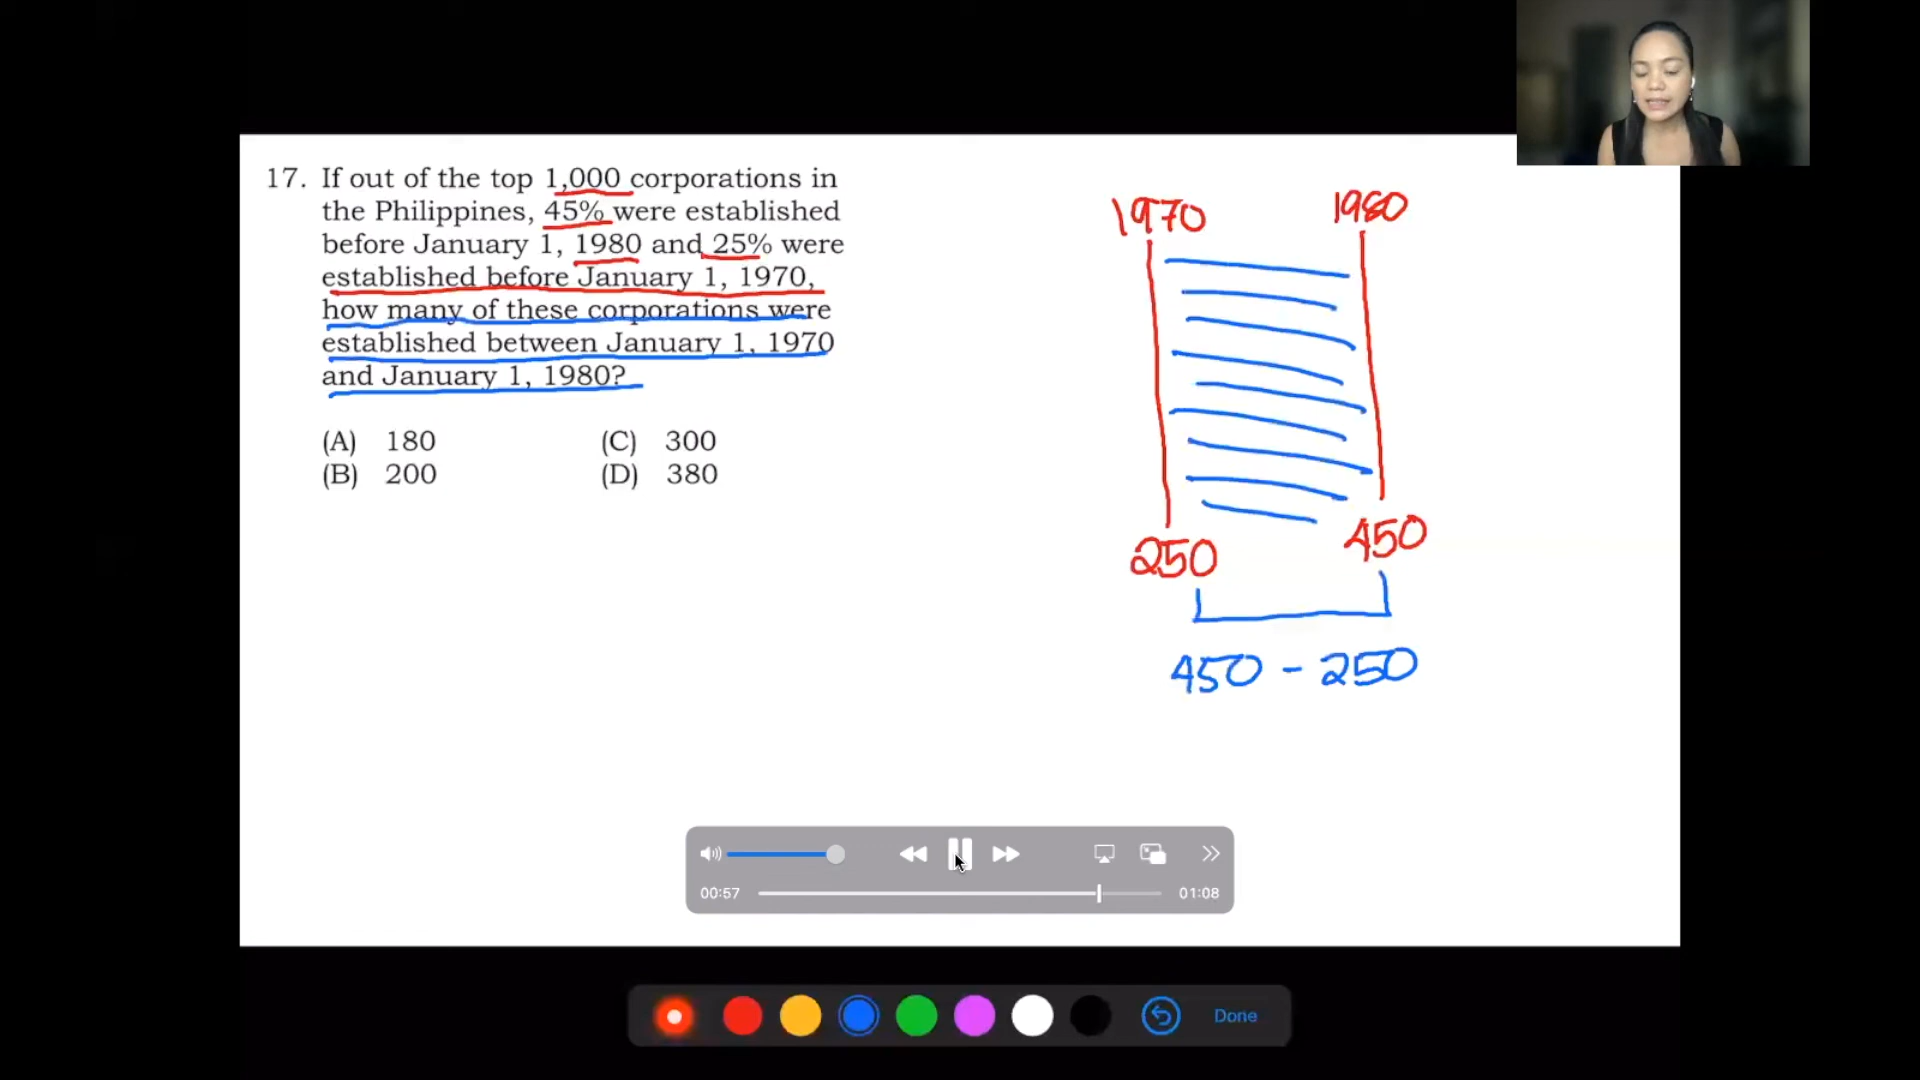 17. If out of the top 1,000 corporations in
the Philippines, 45% were established
before January 1, 1980 and 25% were
established before January 1, 1970,
how many of these corporations were
established between January 1, 1970
and January 1, 1980?
(A) 180 (C) 300
(B) 200 (D) 380
1970 1980
250 450
450 - 250
00:57 01:08
Done